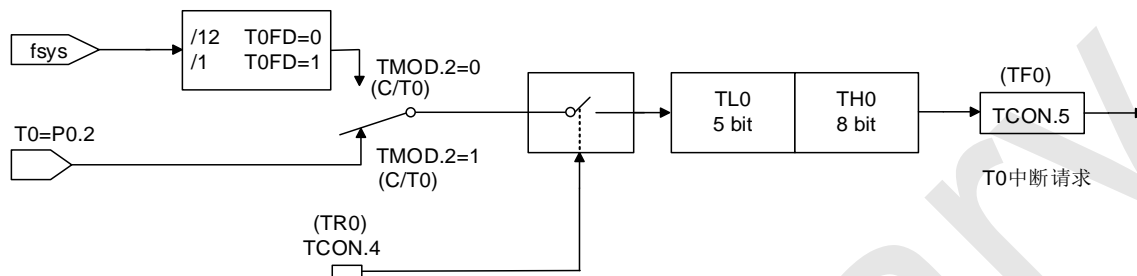 fsys
/12 T0FD=0
/1 T0FD=1
TMOD.2=0
(C/T0)
T0=P0.2
TMOD.2=1
(C/T0)
(TR0)
TCON.4
TL0
5 bit
TH0
8 bit
(TF0)
TCON.5
T0中断请求